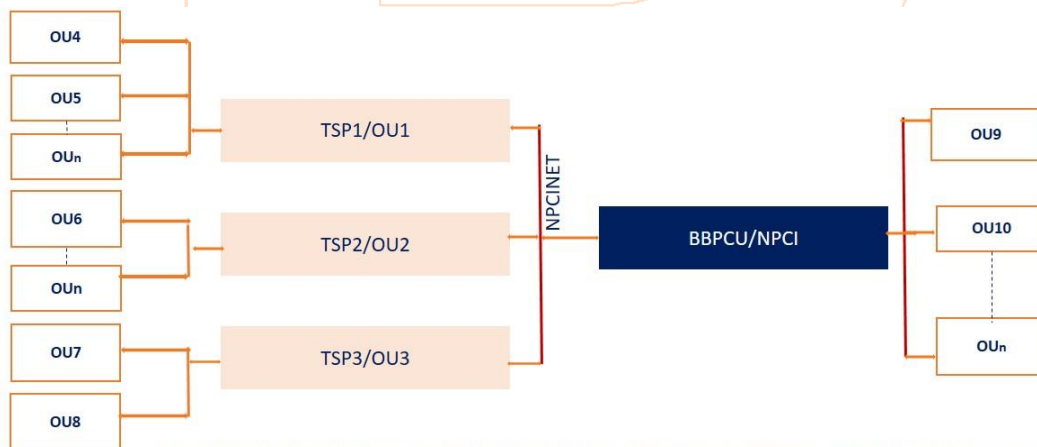 OU4
OU5
OUn
OU6
OUn
OU7
OU8
TSP1/OU1
TSP2/OU2
TSP3/OU3
NPCINET
BBPCU/NPCI
OU9
OU10
OUn